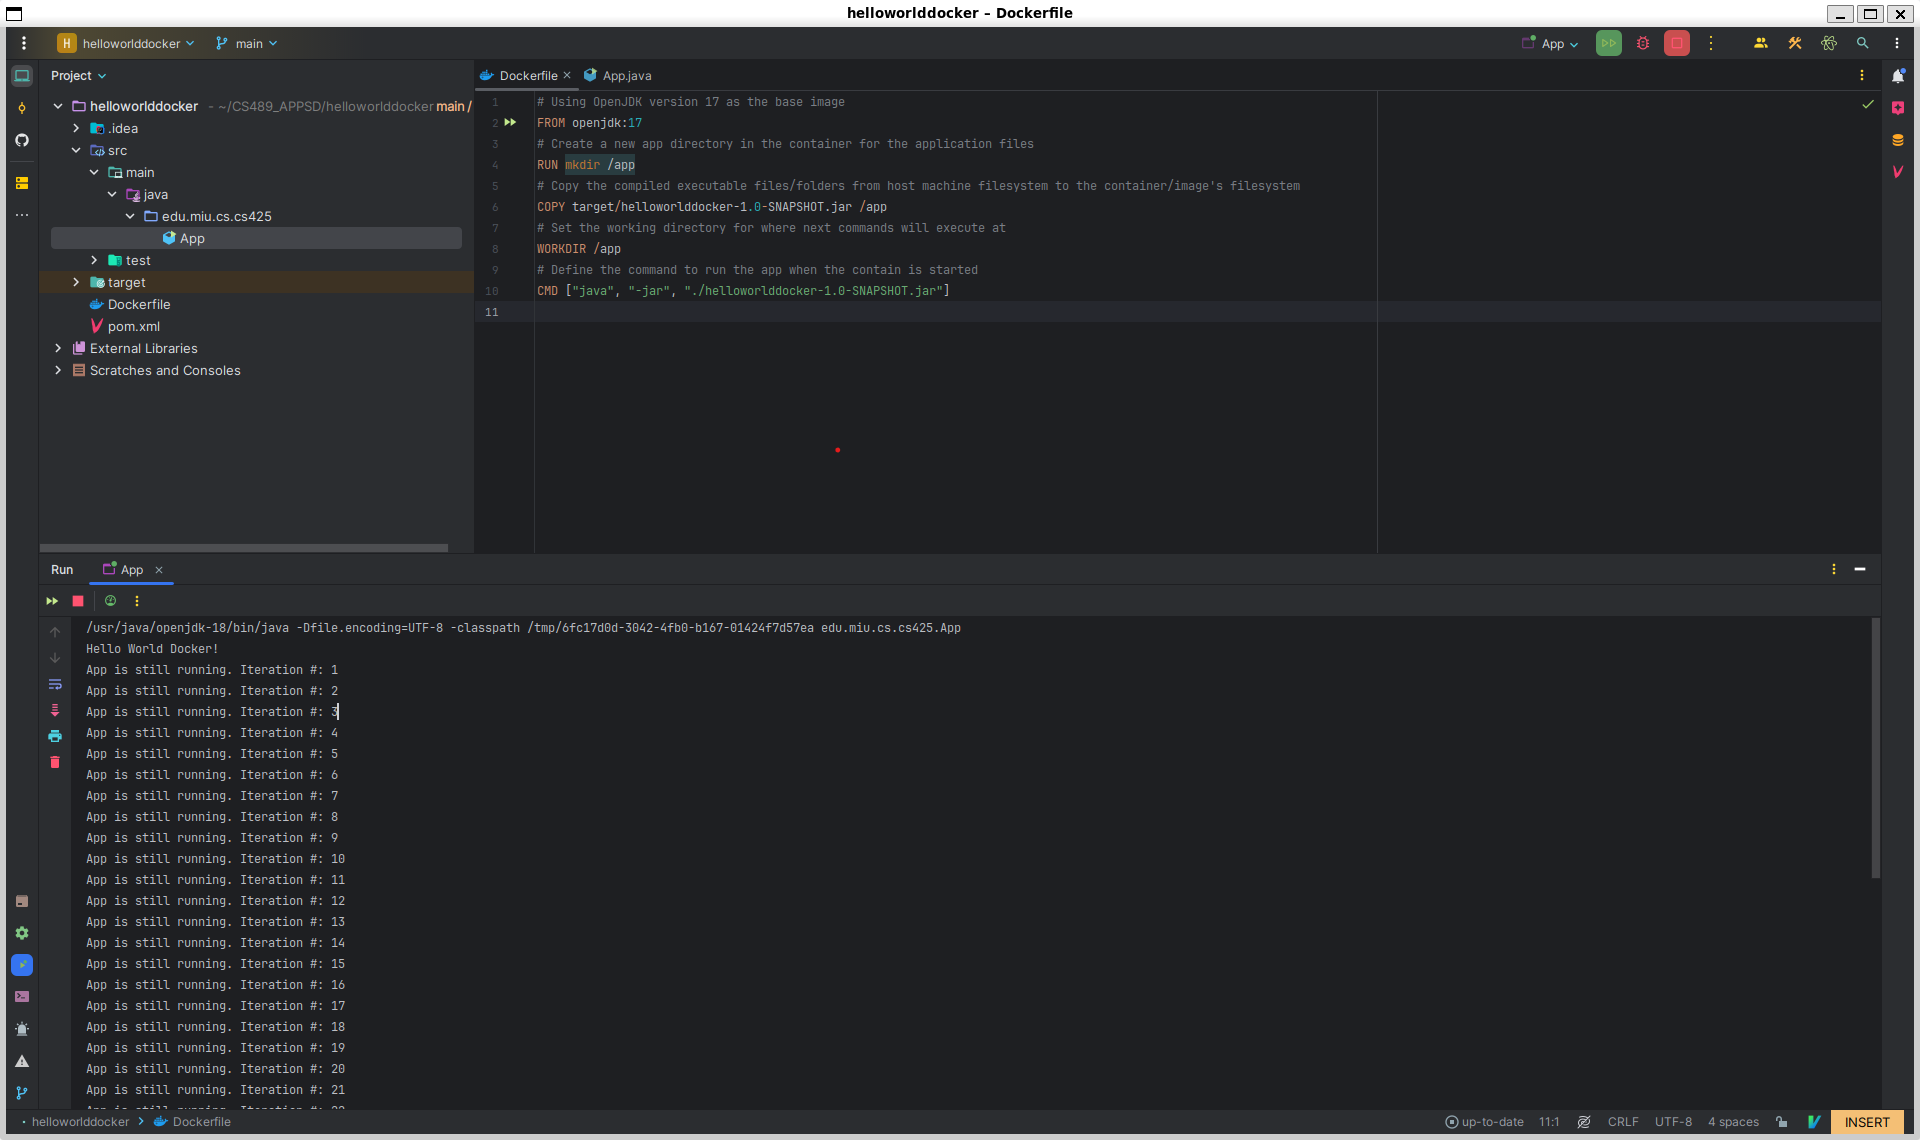 helloworlddocker – Dockerfile
H helloworlddocker main App
Project
Dockerfile App.java
helloworlddocker - ~/CS489_APPSD/helloworlddocker main /
.idea
src
main
java
edu.miu.cs.cs425
App
test
target
Dockerfile
pom.xml
External Libraries
Scratches and Consoles
1 # Using OpenJDK version 17 as the base image
2 FROM openjdk:17
3 # Create a new app directory in the container for the application files
4 RUN mkdir /app
5 # Copy the compiled executable files/folders from host machine filesystem to the container/image's filesystem
6 COPY target/helloworlddocker-1.0-SNAPSHOT.jar /app
7 # Set the working directory for where next commands will execute at
8 WORKDIR /app
9 # Define the command to run the app when the contain is started
10 CMD ["java", "-jar", "./helloworlddocker-1.0-SNAPSHOT.jar"]
11
Run App
/usr/java/openjdk-18/bin/java -Dfile.encoding=UTF-8 -classpath /tmp/6fc17d0d-3042-4fb0-b167-01424f7d57ea edu.miu.cs.cs425.App
Hello World Docker!
App is still running. Iteration #: 1
App is still running. Iteration #: 2
App is still running. Iteration #: 3
App is still running. Iteration #: 4
App is still running. Iteration #: 5
App is still running. Iteration #: 6
App is still running. Iteration #: 7
App is still running. Iteration #: 8
App is still running. Iteration #: 9
App is still running. Iteration #: 10
App is still running. Iteration #: 11
App is still running. Iteration #: 12
App is still running. Iteration #: 13
App is still running. Iteration #: 14
App is still running. Iteration #: 15
App is still running. Iteration #: 16
App is still running. Iteration #: 17
App is still running. Iteration #: 18
App is still running. Iteration #: 19
App is still running. Iteration #: 20
App is still running. Iteration #: 21
helloworlddocker Dockerfile up-to-date 11:1 CRLF UTF-8 4 spaces INSERT